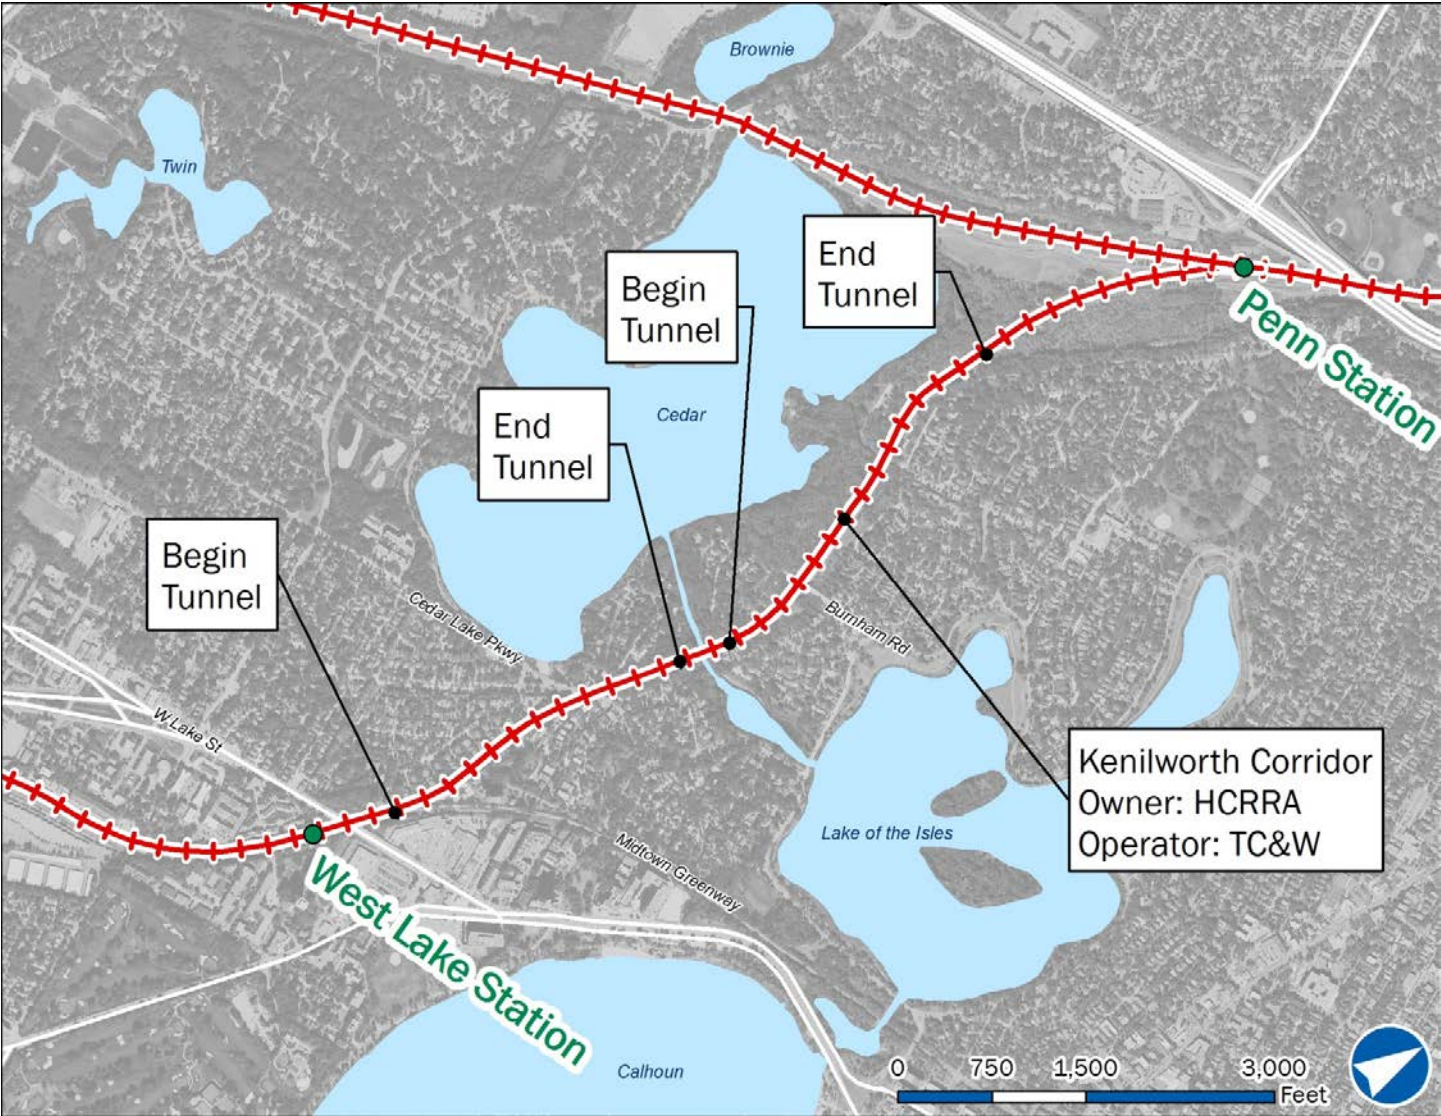 Brownie
Twin
End
Tunnel
Begin
Tunnel
Penn Station
Cedar
End
Tunnel
Begin
Tunnel
Cedar Lake Pkwy
Burnham Rd
W Lake St
Kenilworth Corridor
Owner: HCRRA
Operator: TC&W
Lake of the Isles
Midtown Greenway
West Lake Station
Calhoun
0 750 1,500 3,000
Feet